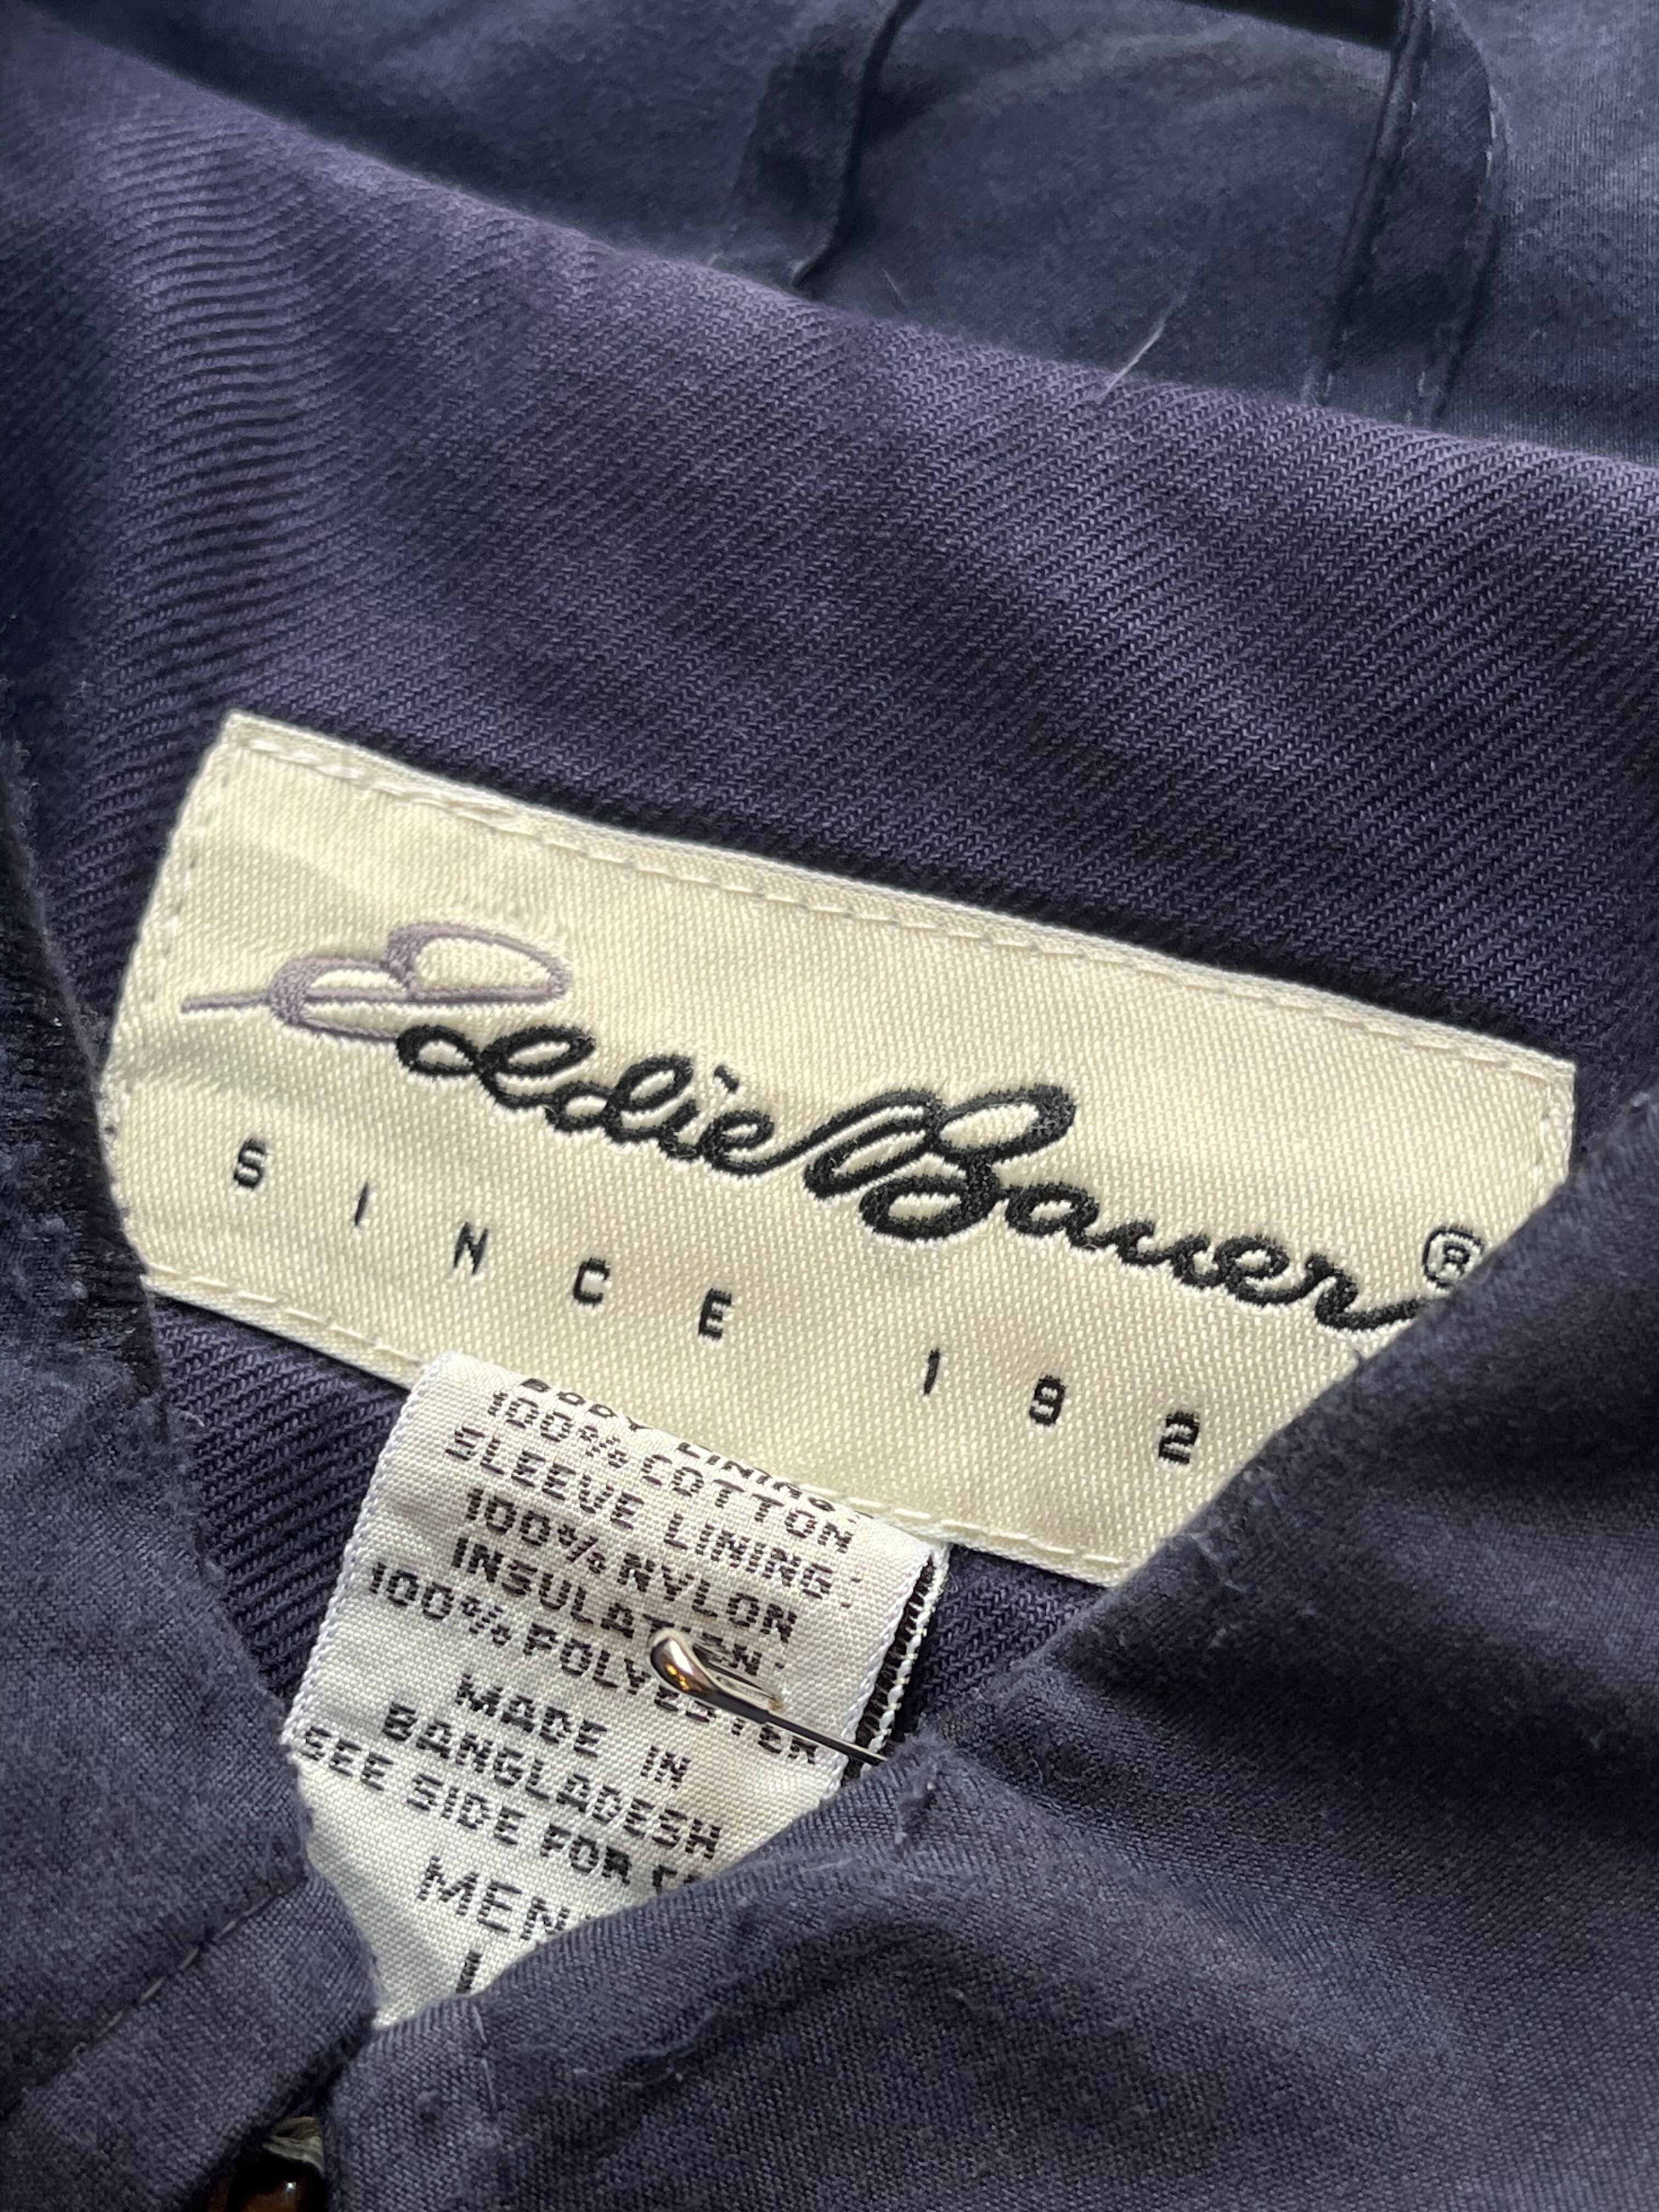 Eddie Bauer®
SINCE 192
BODY LINING:
100% COTTON
SLEEVE LINING:
100% NYLON
INSULATION:
100% POLYESTER
MADE IN
BANGLADESH
SEE SIDE FOR
MEN